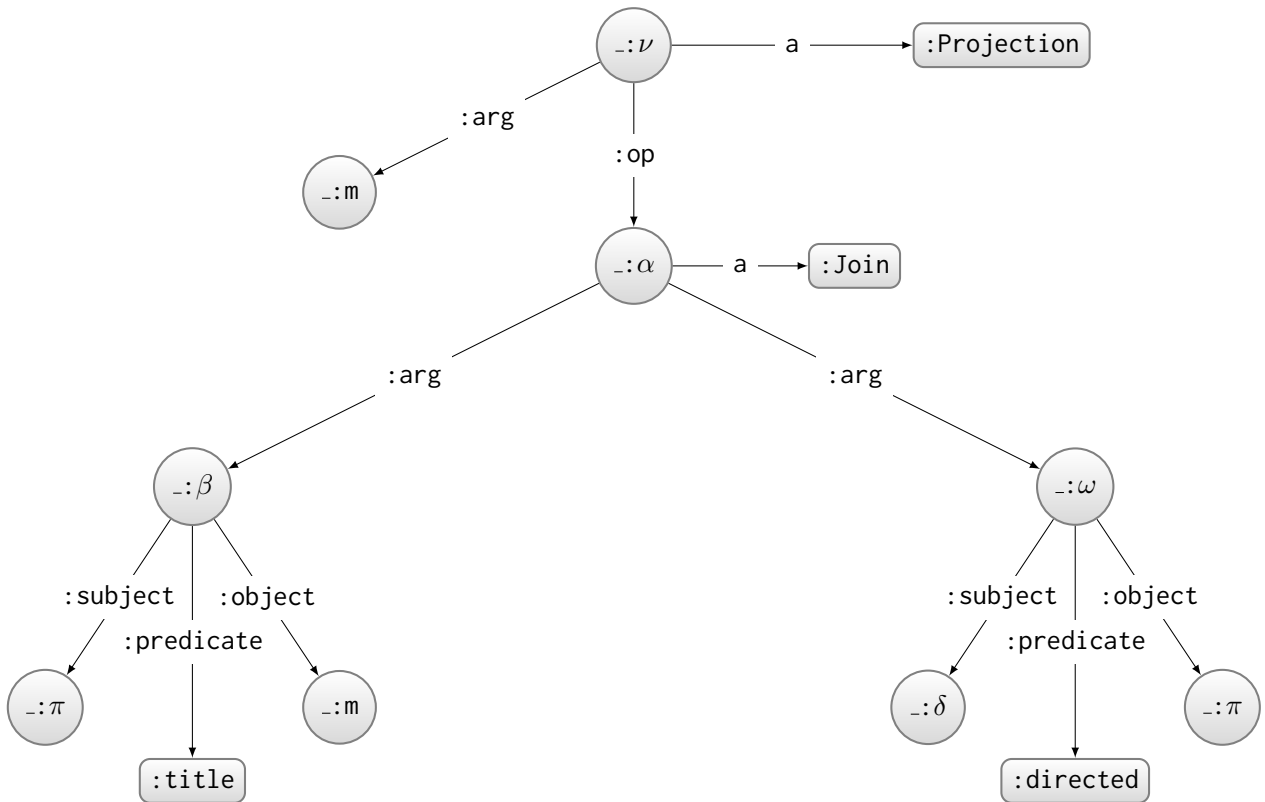 _:ν a :Projection
:arg
:op
_:m
_:α a :Join
:arg :arg
_:β _:ω
:subject :object :subject :object
:predicate :predicate
_:π _:m _:δ _:π
:title :directed